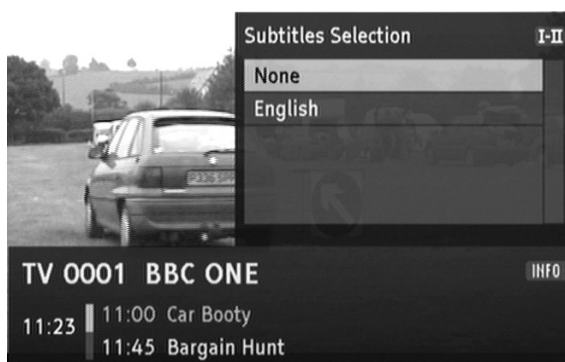 Subtitles Selection I-II
None
English
TV 0001 BBC ONE INFO
11:23
11:00 Car Booty
11:45 Bargain Hunt